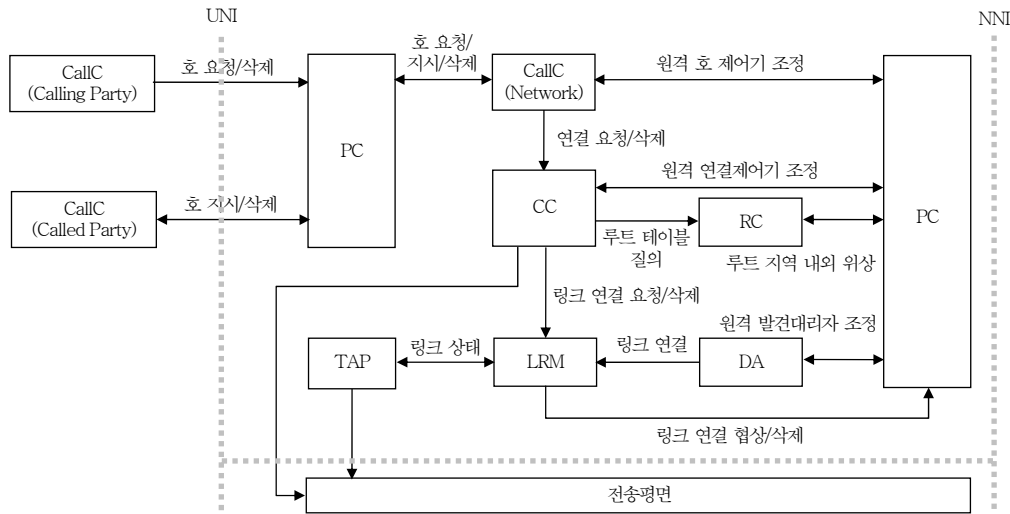 UNI
NNI
CallC
(Calling Party)
호 요청/삭제
PC
호 요청/
지시/삭제
CallC
(Network)
원격 호 제어기 조정
PC
연결 요청/삭제
CallC
(Called Party)
호 지시/삭제
CC
원격 연결제어기 조정
루트 테이블
질의
RC
루트 지역 내외 위상
링크 연결 요청/삭제
원격 발견대리자 조정
TAP
링크 상태
LRM
링크 연결
DA
링크 연결 협상/삭제
전송평면